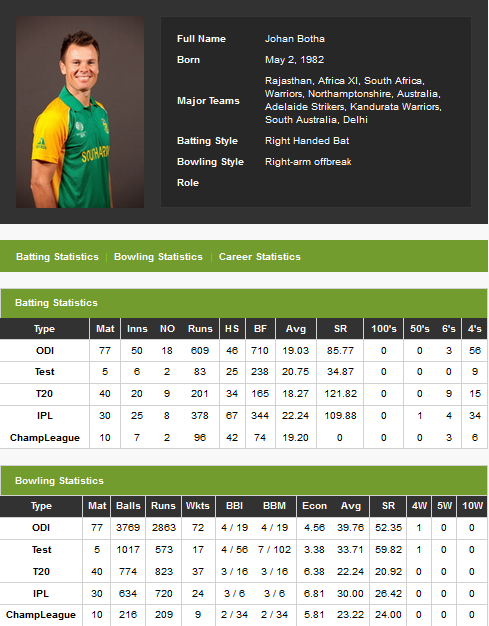 Full Name Johan Botha
Born May 2, 1982
Major Teams Rajasthan, Africa XI, South Africa,
Warriors, Northamptonshire, Australia,
Adelaide Strikers, Kandurata Warriors,
South Australia, Delhi
Batting Style Right Handed Bat
Bowling Style Right-arm offbreak
Role
Batting Statistics | Bowling Statistics | Career Statistics
Batting Statistics
Type Mat Inns NO Runs HS BF Avg SR 100's 50's 6's 4's
ODI 77 50 18 609 46 710 19.03 85.77 0 0 3 56
Test 5 6 2 83 25 238 20.75 34.87 0 0 0 9
T20 40 20 9 201 34 165 18.27 121.82 0 0 9 15
IPL 30 25 8 378 67 344 22.24 109.88 0 1 4 34
ChampLeague 10 7 2 96 42 74 19.20 0 0 0 3 6
Bowling Statistics
Type Mat Balls Runs Wkts BBI BBM Econ Avg SR 4W 5W 10W
ODI 77 3769 2863 72 4 / 19 4 / 19 4.56 39.76 52.35 1 0 0
Test 5 1017 573 17 4 / 56 7 / 102 3.38 33.71 59.82 1 0 0
T20 40 774 823 37 3 / 16 3 / 16 6.38 22.24 20.92 0 0 0
IPL 30 634 720 24 3 / 6 3 / 6 6.81 30.00 26.42 0 0 0
ChampLeague 10 216 209 9 2 / 34 2 / 34 5.81 23.22 24.00 0 0 0